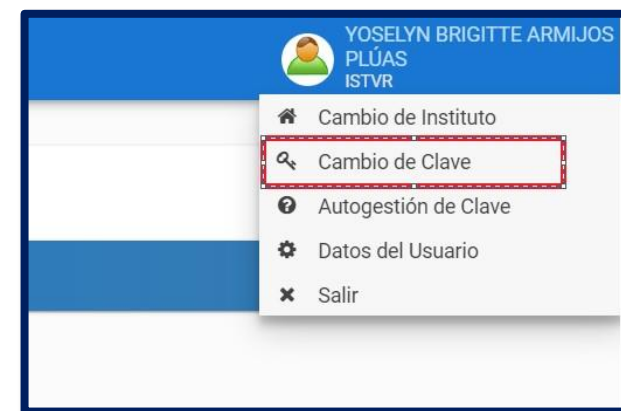 YOSELYN BRIGITTE ARMIJOS
PLÚAS
ISTVR
Cambio de Instituto
Cambio de Clave
Autogestión de Clave
Datos del Usuario
Salir